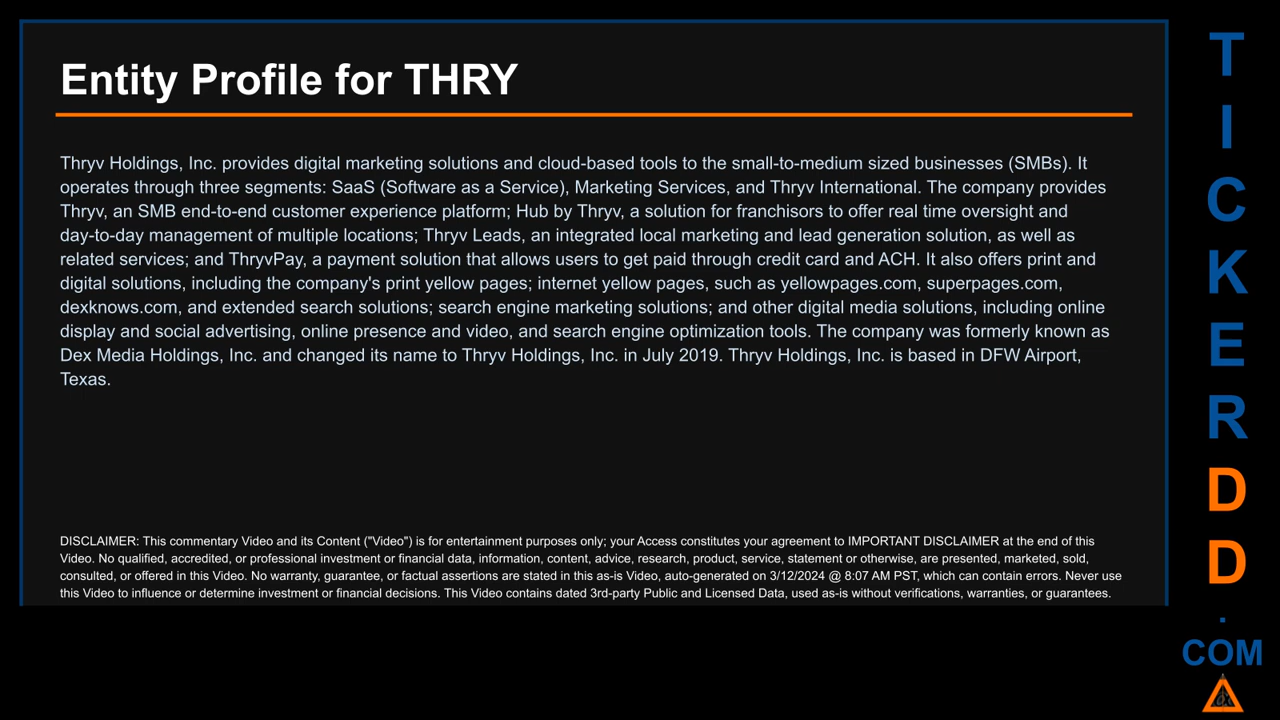 Entity Profile for THRY
Thryv Holdings, Inc. provides digital marketing solutions and cloud-based tools to the small-to-medium sized businesses (SMBs). It
operates through three segments: SaaS (Software as a Service), Marketing Services, and Thryv International. The company provides
Thryv, an SMB end-to-end customer experience platform; Hub by Thryv, a solution for franchisors to offer real time oversight and
day-to-day management of multiple locations; Thryv Leads, an integrated local marketing and lead generation solution, as well as
related services; and ThryvPay, a payment solution that allows users to get paid through credit card and ACH. It also offers print and
digital solutions, including the company's print yellow pages; internet yellow pages, such as yellowpages.com, superpages.com,
dexknows.com, and extended search solutions; search engine marketing solutions; and other digital media solutions, including online
display and social advertising, online presence and video, and search engine optimization tools. The company was formerly known as
Dex Media Holdings, Inc. and changed its name to Thryv Holdings, Inc. in July 2019. Thryv Holdings, Inc. is based in DFW Airport,
Texas.
DISCLAIMER: This commentary Video and its Content ("Video") is for entertainment purposes only; your Access constitutes your agreement to IMPORTANT DISCLAIMER at the end of this
Video. No qualified, accredited, or professional investment or financial data, information, content, advice, research, product, service, statement or otherwise, are presented, marketed, sold,
consulted, or offered in this Video. No warranty, guarantee, or factual assertions are stated in this as-is Video, auto-generated on 3/12/2024 @ 8:07 AM PST, which can contain errors. Never use
this Video to influence or determine investment or financial decisions. This Video contains dated 3rd-party Public and Licensed Data, used as-is without verifications, warranties, or guarantees.
TICKERDD.COM